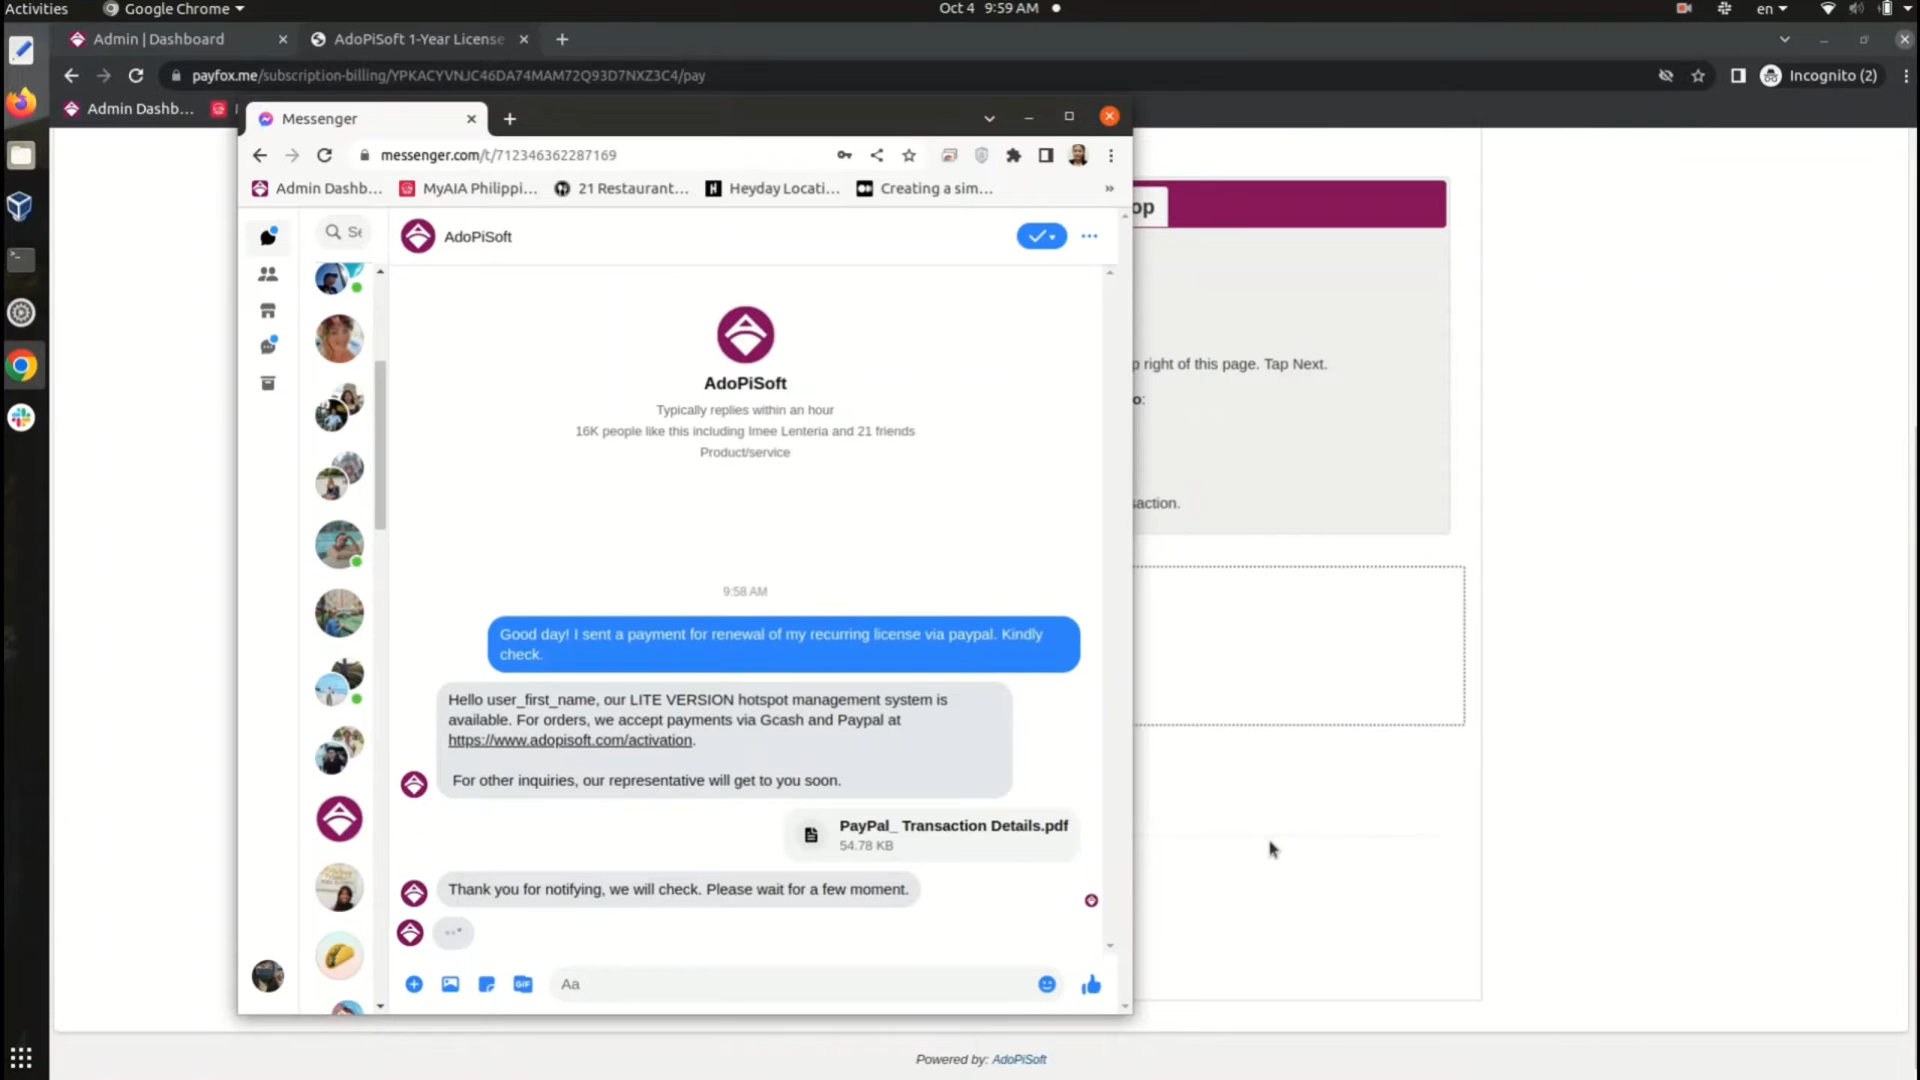 Activities
Google Chrome
Oct 4 9:59 AM
en
Admin | Dashboard
AdoPiSoft 1-Year License
payfox.me/subscription-billing/YPKACYVNJC46DA74MAM72Q93D7NXZ3C4/pay
Incognito (2)
Admin Dashb...
Messenger
messenger.com/t/712346362287169
Admin Dashb...
MyAIA Philippi...
21 Restaurant...
Heyday Locati...
Creating a sim...
»
Se
AdoPiSoft
op
AdoPiSoft
Typically replies within an hour
16K people like this including Imee Lenteria and 21 friends
Product/service
p right of this page. Tap Next.
o:
saction.
9:58 AM
Good day! I sent a payment for renewal of my recurring license via paypal. Kindly
check.
Hello user_first_name, our LITE VERSION hotspot management system is
available. For orders, we accept payments via Gcash and Paypal at
https://www.adopisoft.com/activation.
For other inquiries, our representative will get to you soon.
PayPal_ Transaction Details.pdf
54.78 KB
Thank you for notifying, we will check. Please wait for a few moment.
GIF
Aa
Powered by: AdoPiSoft